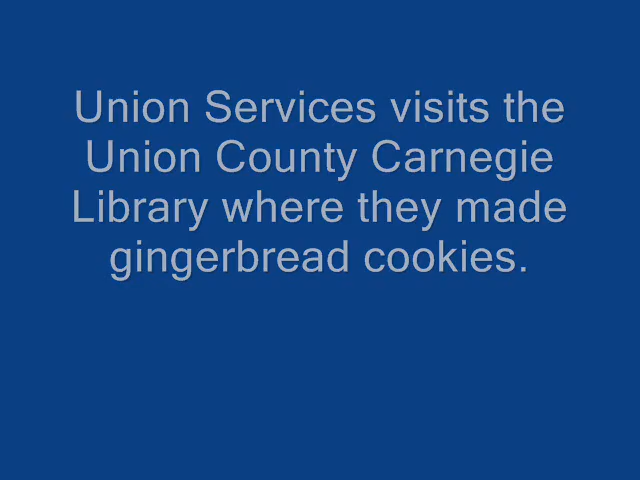 Union Services visits the
Union County Carnegie
Library where they made
gingerbread cookies.